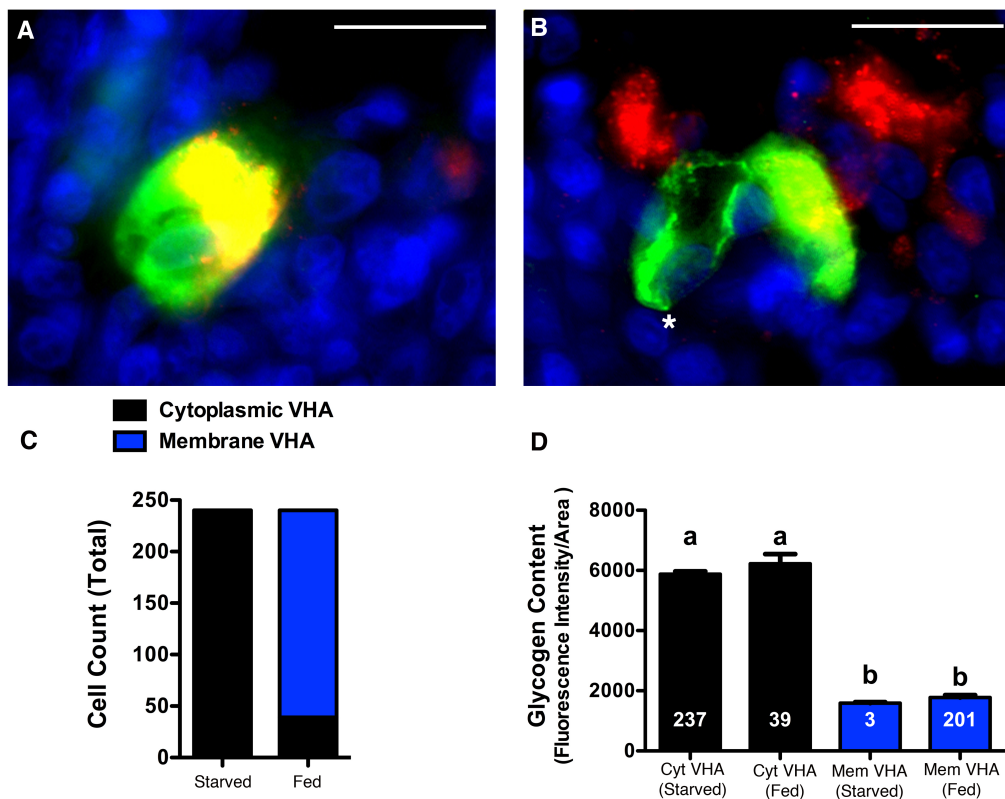 A
B
*
Cytoplasmic VHA
Membrane VHA
C
Cell Count (Total)
250
200
150
100
50
0
Starved
Fed
D
Glycogen Content
(Fluorescence Intensity/Area )
8000
6000
4000
2000
0
a
a
b
b
237
39
3
201
Cyt VHA
(Starved)
Cyt VHA
(Fed)
Mem VHA
(Starved)
Mem VHA
(Fed)